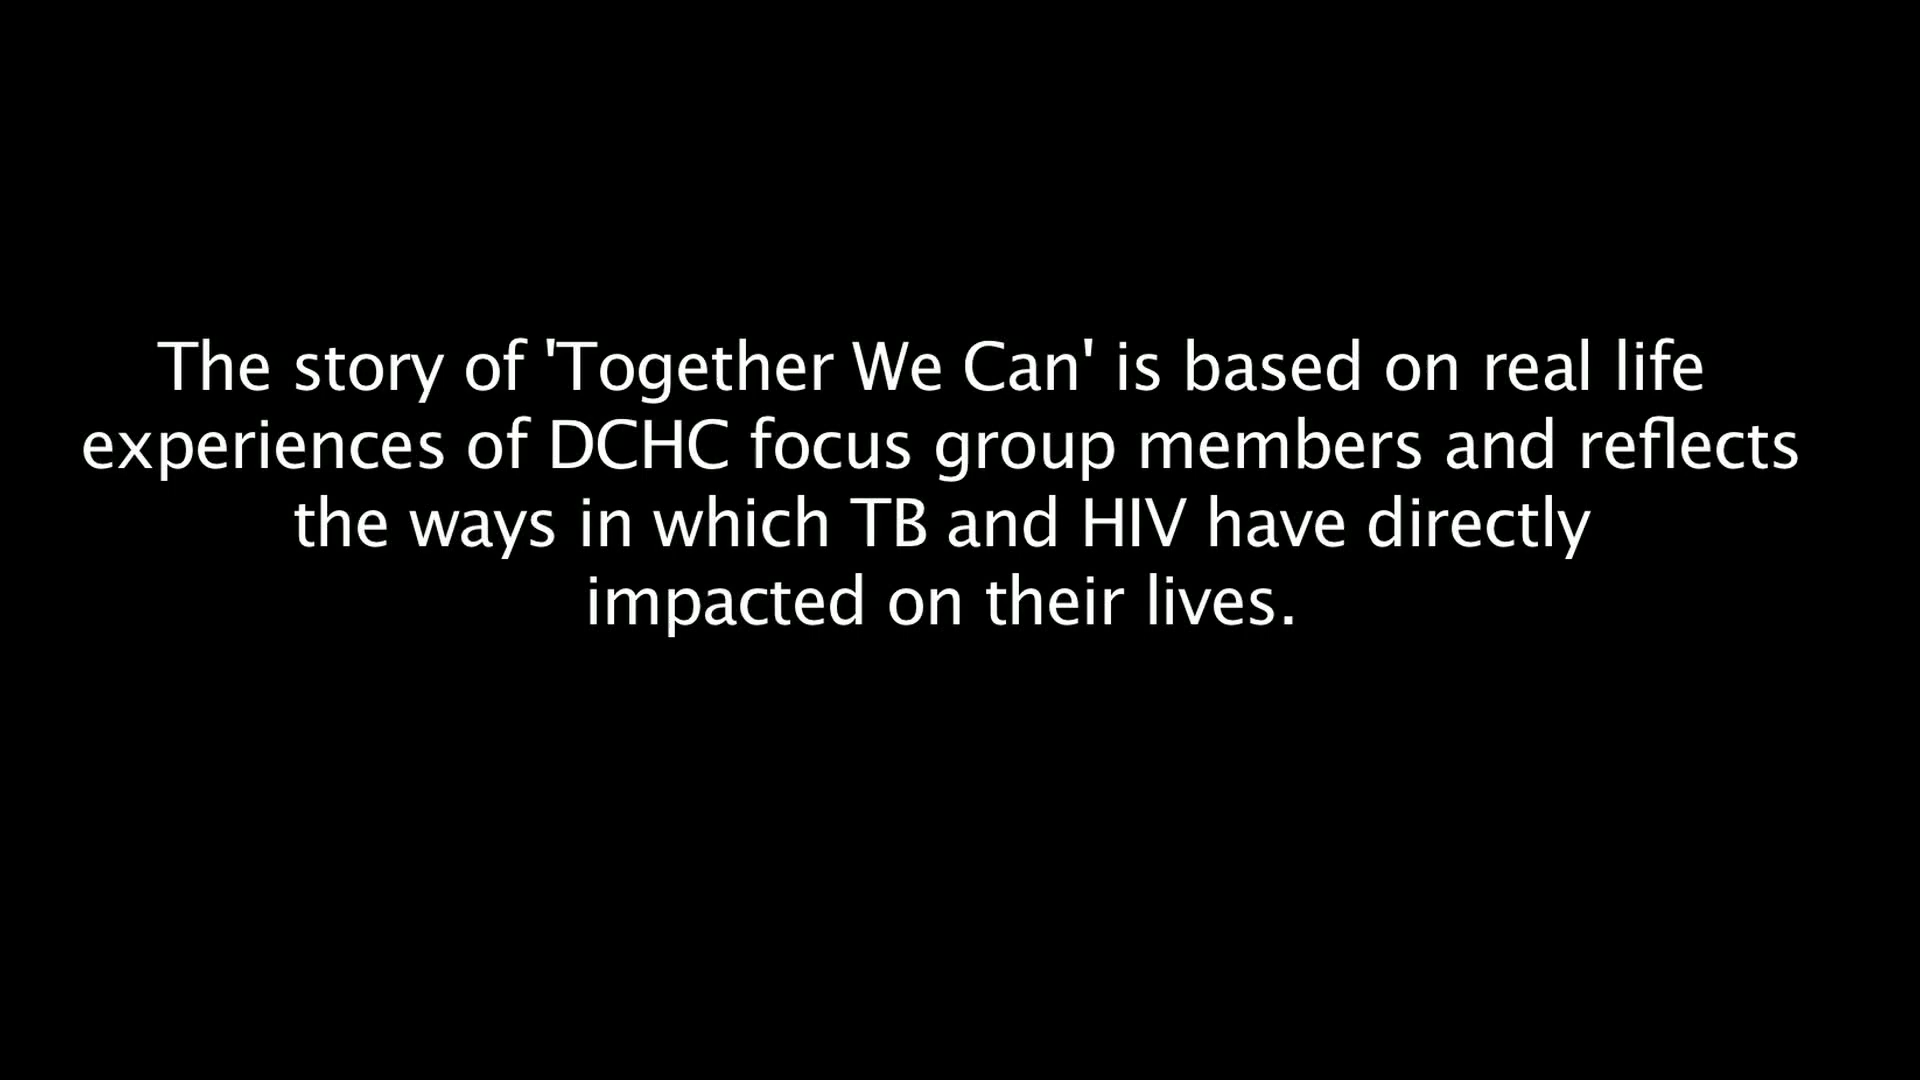 The story of 'Together We Can' is based on real life
experiences of DCHC focus group members and reflects
the ways in which TB and HIV have directly
impacted on their lives.